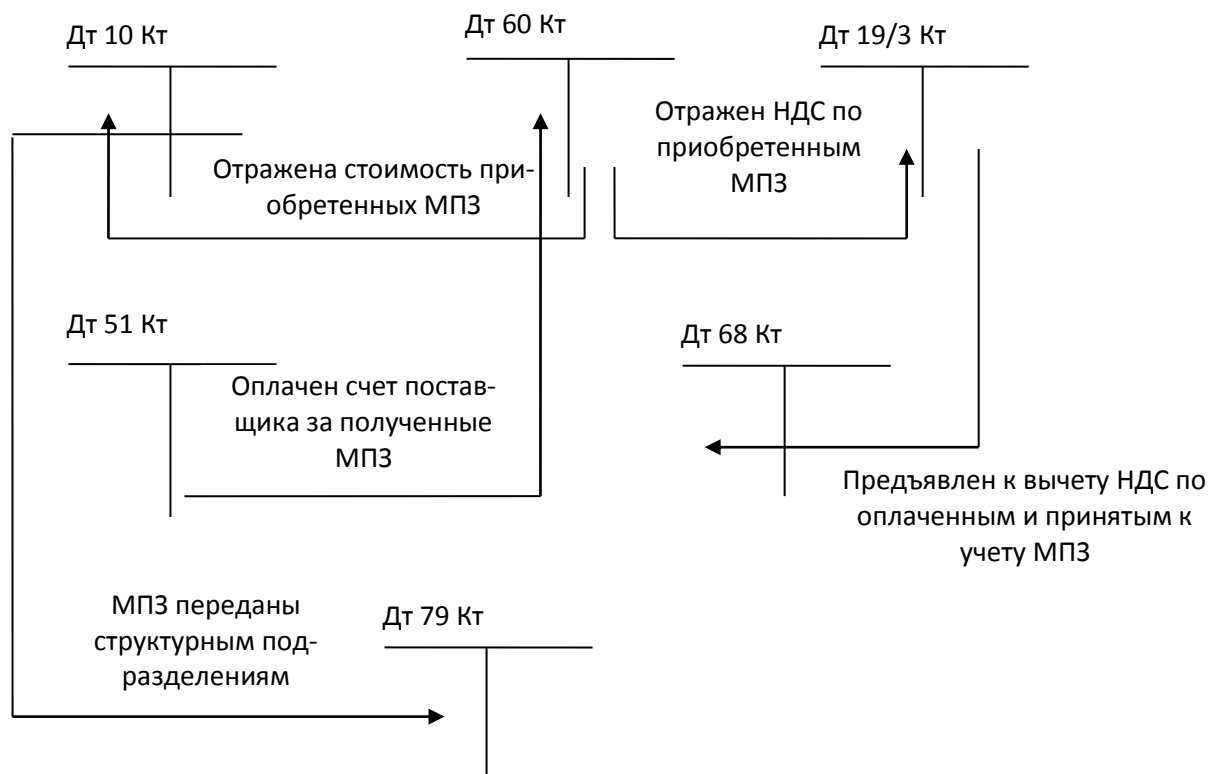 Дт 10 Кт
Дт 60 Кт
Дт 19/3 Кт
Отражена стоимость при-
обретенных МПЗ
Отражен НДС по
приобретенным
МПЗ
Дт 51 Кт
Дт 68 Кт
Оплачен счет постав-
щика за полученные
МПЗ
Предъявлен к вычету НДС по
оплаченным и принятым к
учету МПЗ
МПЗ переданы
структурным под-
разделениям
Дт 79 Кт